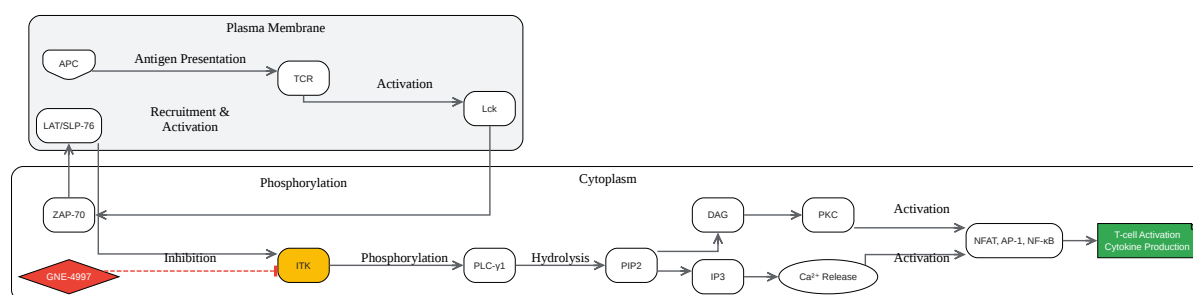 Plasma Membrane
APC
Antigen Presentation
TCR
Activation
Lck
LAT/SLP-76
Recruitment &
Activation
Cytoplasm
Phosphorylation
ZAP-70
DAG
PKC
Activation
NFAT, AP-1, NF-κB
T-cell Activation
Cytokine Production
GNE-4997
Inhibition
ITK
Phosphorylation
PLC-γ1
Hydrolysis
PIP2
IP3
Ca²⁺ Release
Activation